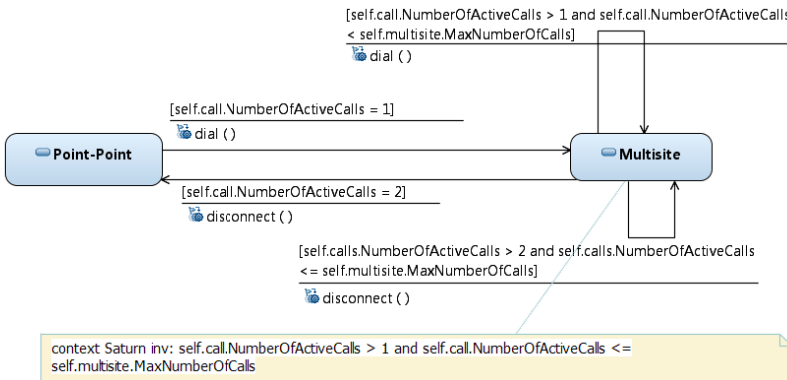 [self.call.NumberOfActiveCalls > 1 and self.call.NumberOfActiveCalls
< self.multisite.MaxNumberOfCalls]
dial ( )
[self.call.NumberOfActiveCalls = 1]
dial ( )
Point-Point
Multisite
[self.call.NumberOfActiveCalls = 2]
disconnect ( )
[self.calls.NumberOfActiveCalls > 2 and self.calls.NumberOfActiveCalls
<= self.multisite.MaxNumberOfCalls]
disconnect ( )
context Saturn inv: self.call.NumberOfActiveCalls > 1 and self.call.NumberOfActiveCalls <=
self.multisite.MaxNumberOfCalls